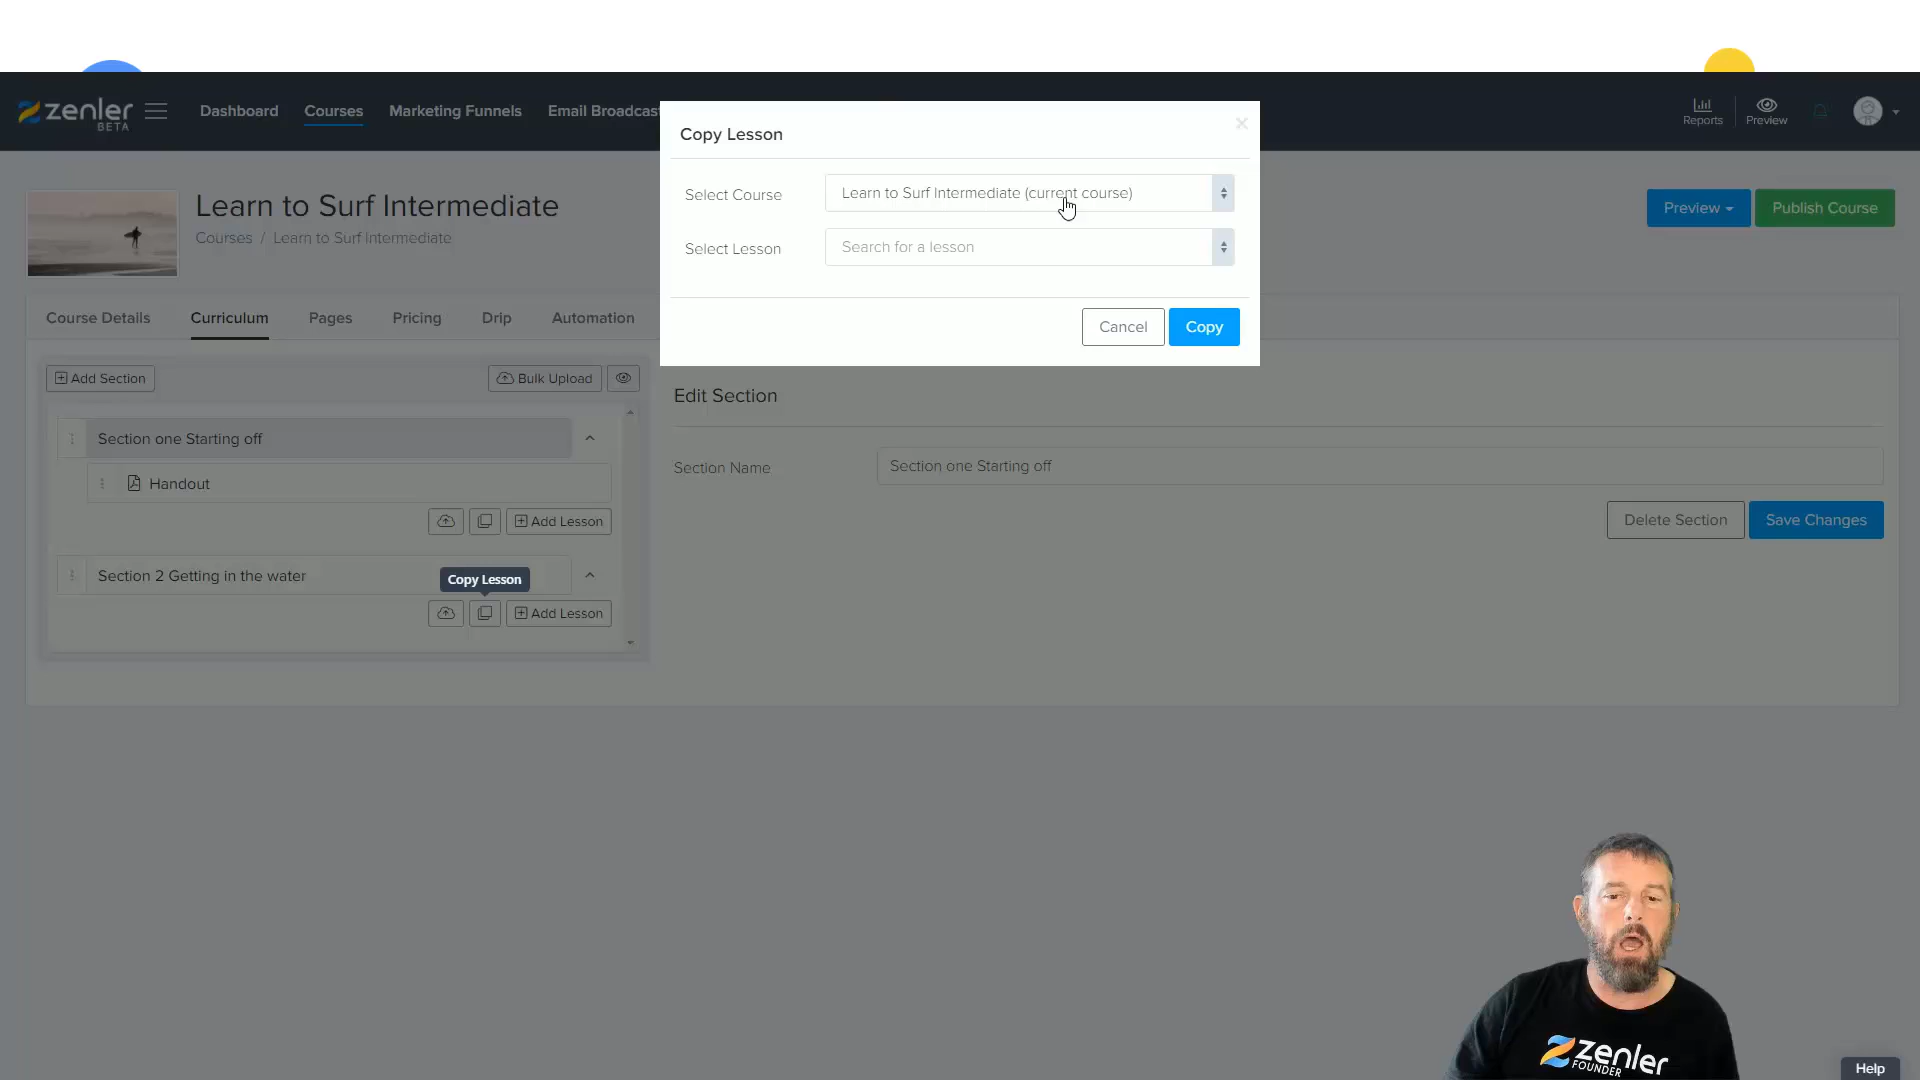 zenler
BETA
Dashboard
Courses
Marketing Funnels
Email Broadcas
Reports
Preview
Copy Lesson
Select Course
Learn to Surf Intermediate (current course)
Select Lesson
Search for a lesson
Cancel
Copy
Learn to Surf Intermediate
Courses / Learn to Surf Intermediate
Preview
Publish Course
Course Details
Curriculum
Pages
Pricing
Drip
Automation
Add Section
Bulk Upload
Section one Starting off
Handout
Add Lesson
Section 2 Getting in the water
Copy Lesson
Add Lesson
Edit Section
Section Name
Section one Starting off
Delete Section
Save Changes
zenler
FOUNDER
Help